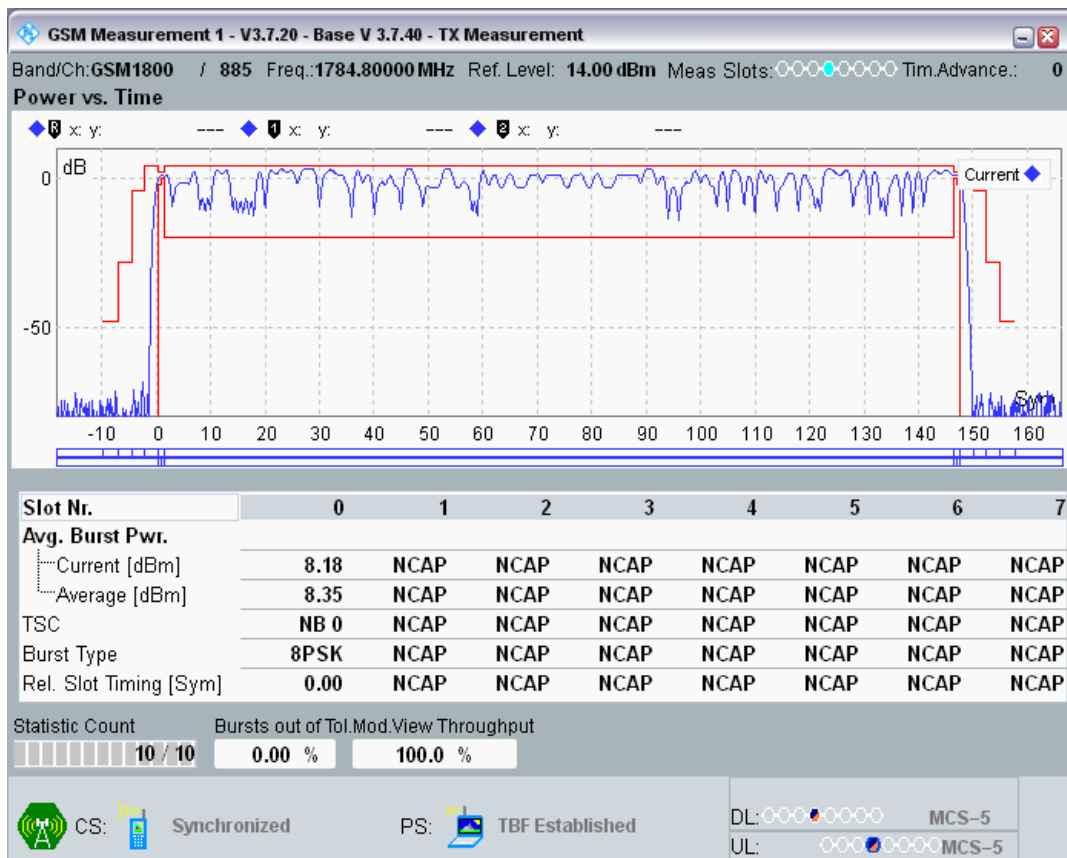 GSM Measurement 1 - V3.7.20 - Base V 3.7.40 - TX Measurement
Band/Ch:GSM1800 / 885 Freq.:1784.80000 MHz Ref. Level: 14.00 dBm Meas Slots: Tim.Advance.: 0
Power vs. Time
R x: y: --- 1 x: y: --- 2 x: y: ---
dB
Current
0
-50
Sym
-10 0 10 20 30 40 50 60 70 80 90 100 110 120 130 140 150 160
Slot Nr. 0 1 2 3 4 5 6 7
Avg. Burst Pwr.
Current [dBm] 8.18 NCAP NCAP NCAP NCAP NCAP NCAP NCAP
Average [dBm] 8.35 NCAP NCAP NCAP NCAP NCAP NCAP NCAP
TSC NB 0 NCAP NCAP NCAP NCAP NCAP NCAP NCAP
Burst Type 8PSK NCAP NCAP NCAP NCAP NCAP NCAP NCAP
Rel. Slot Timing [Sym] 0.00 NCAP NCAP NCAP NCAP NCAP NCAP NCAP
Statistic Count Bursts out of Tol.Mod.View Throughput
10 / 10 0.00 % 100.0 %
CS: Synchronized PS: TBF Established
DL: MCS-5
UL: MCS-5